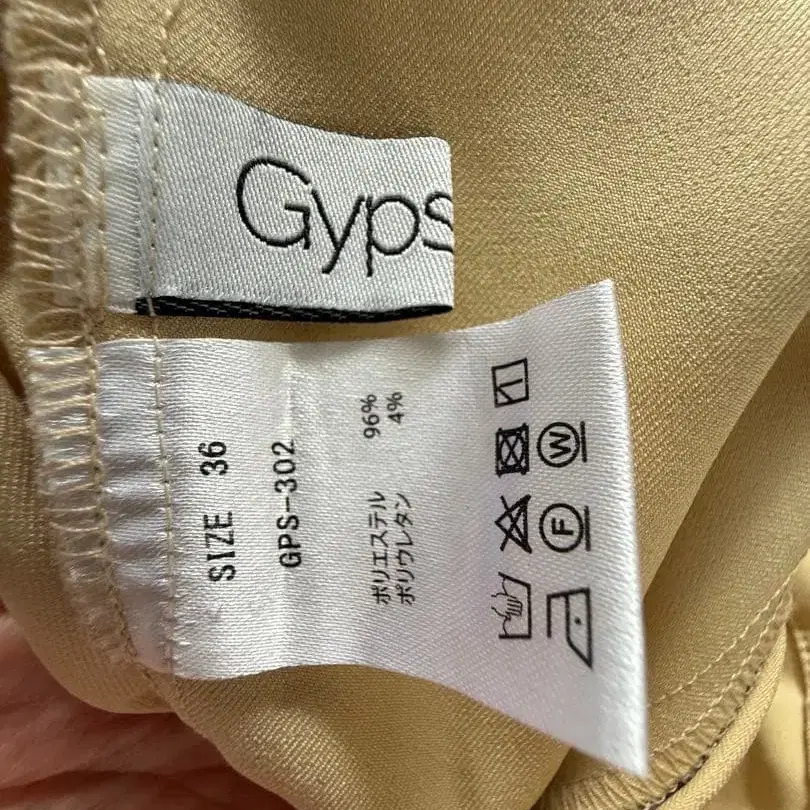 Gyps
SIZE 36
GPS-302
ポリエステル 96%
ポリウレタン 4%
F W